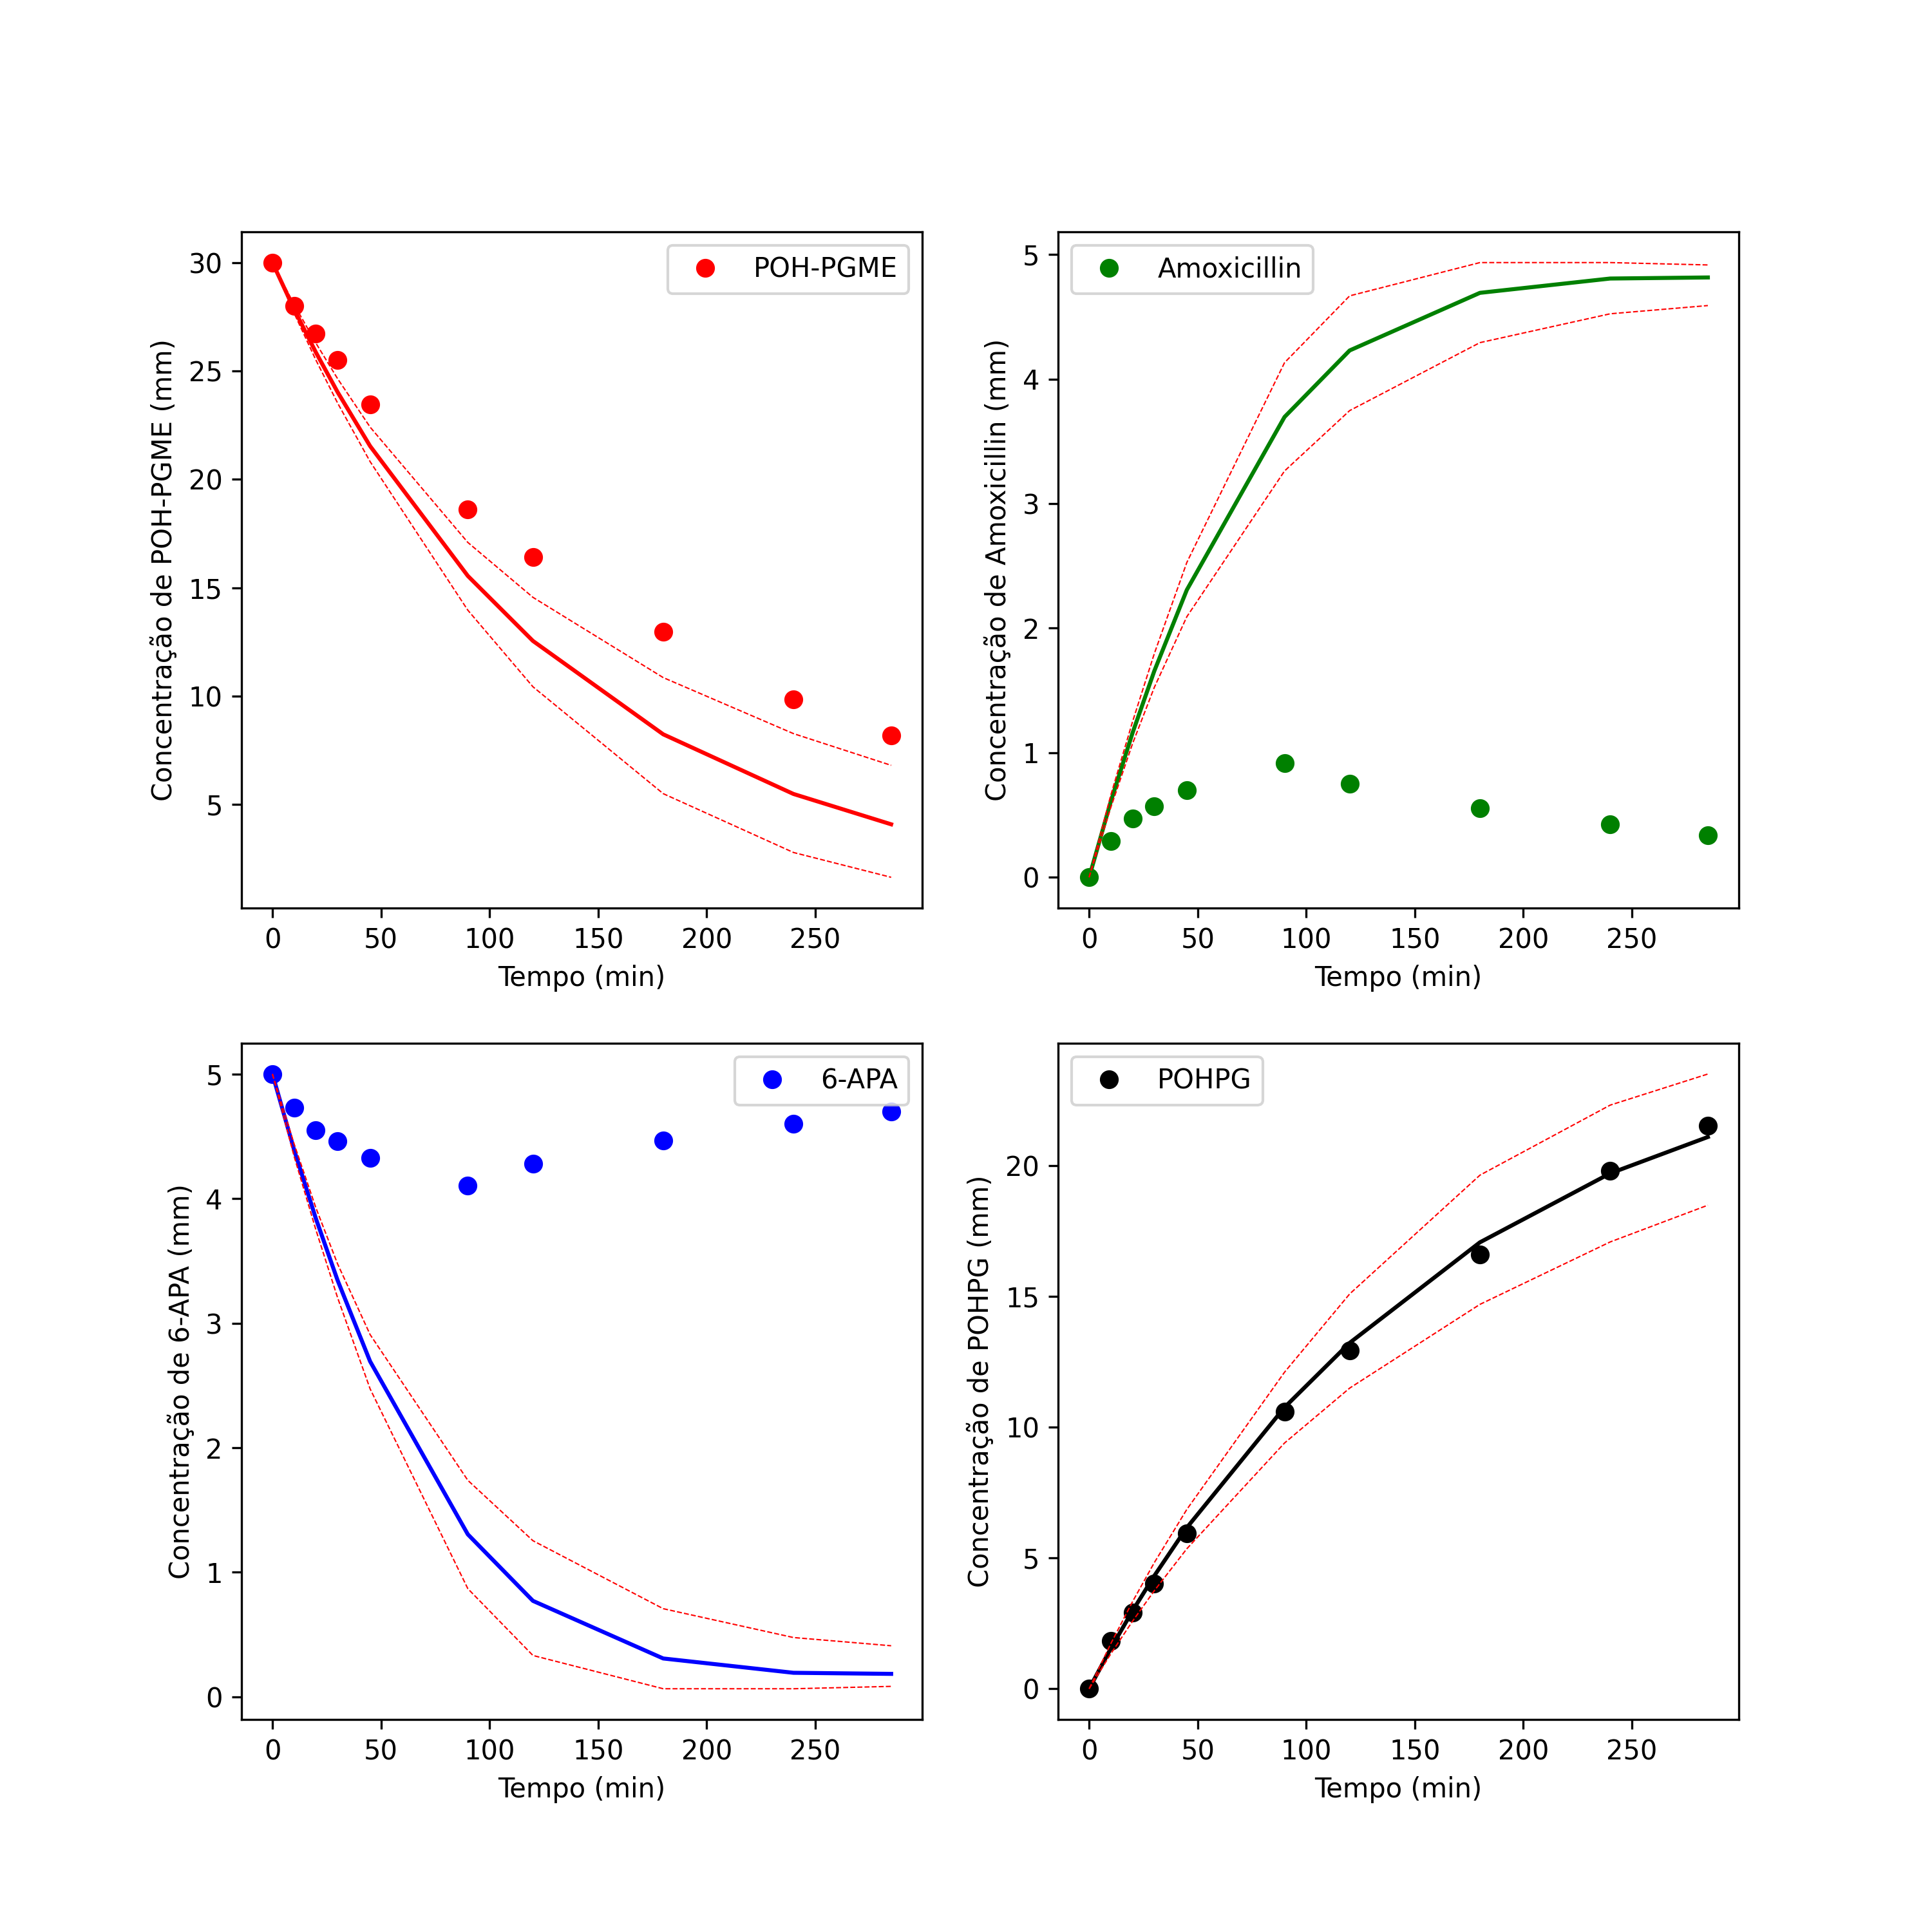 POH-PGME
Concentração de POH-PGME (mm)
30
25
20
15
10
5
0 50 100 150 200 250
Tempo (min)
Amoxicillin
Concentração de Amoxicillin (mm)
5
4
3
2
1
0
0 50 100 150 200 250
Tempo (min)
6-APA
Concentração de 6-APA (mm)
5
4
3
2
1
0
0 50 100 150 200 250
Tempo (min)
POHPG
Concentração de POHPG (mm)
20
15
10
5
0
0 50 100 150 200 250
Tempo (min)